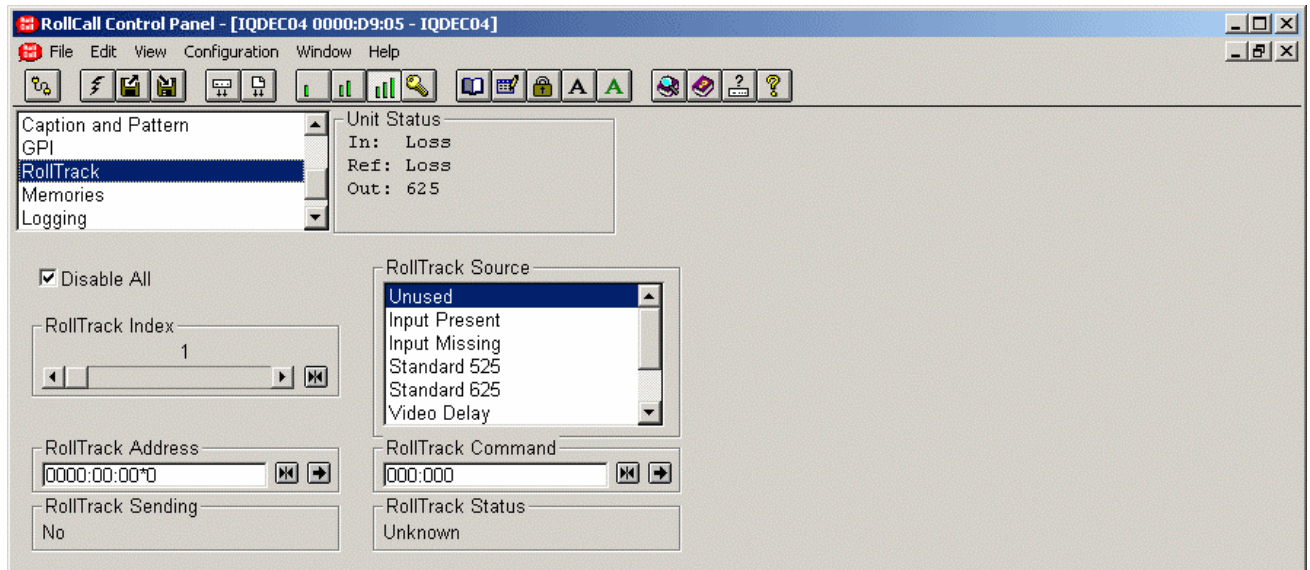 RollCall Control Panel - [IQDEC04 0000:D9:05 - IQDEC04]
File Edit View Configuration Window Help
A A
Caption and Pattern
GPI
RollTrack
Memories
Logging
Unit Status
In: Loss
Ref: Loss
Out: 625
Disable All
RollTrack Index
1
RollTrack Source
Unused
Input Present
Input Missing
Standard 525
Standard 625
Video Delay
RollTrack Address
0000:00:00*0
RollTrack Command
000:000
RollTrack Sending
No
RollTrack Status
Unknown